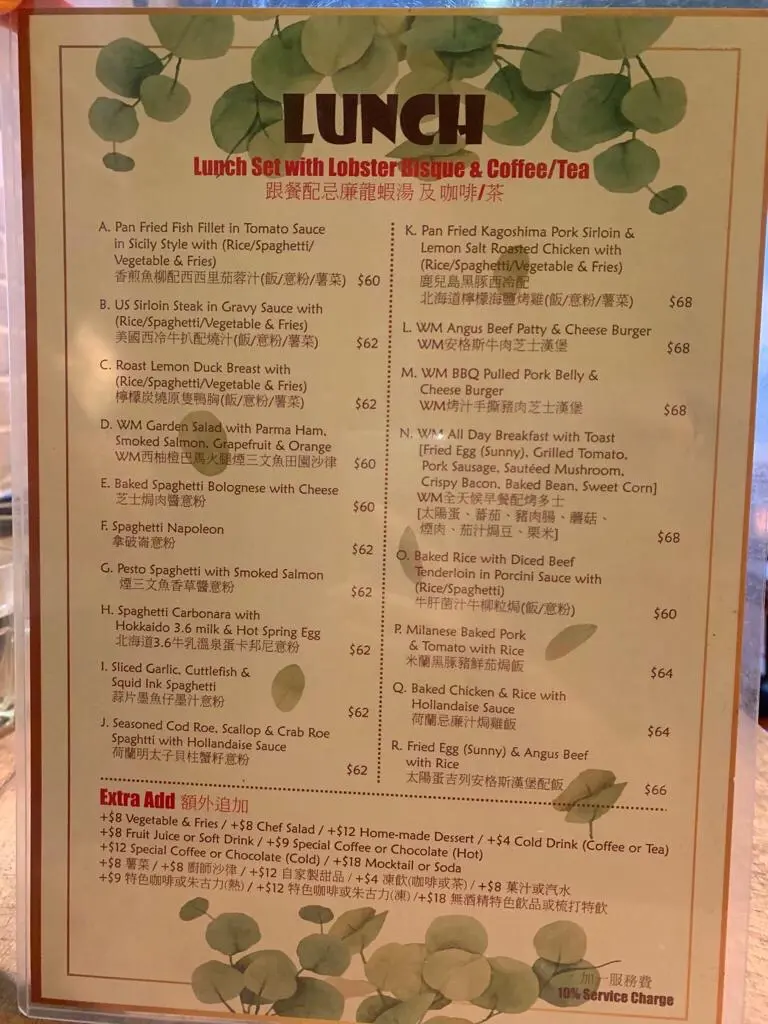 LUNCH
Lunch Set with Lobster Bisque & Coffee/Tea
跟餐配忌廉龍蝦湯 及 咖啡/茶
A. Pan Fried Fish Fillet in Tomato Sauce
in Sicily Style with (Rice/Spaghetti/
Vegetable & Fries)
香煎魚柳配西西里茄蓉汁(飯/意粉/薯菜) $60
B. US Sirloin Steak in Gravy Sauce with
(Rice/Spaghetti/Vegetable & Fries)
美國西冷牛扒配燒汁(飯/意粉/薯菜) $62
C. Roast Lemon Duck Breast with
(Rice/Spaghetti/Vegetable & Fries)
檸檬炭燒原隻鴨胸(飯/意粉/薯菜) $62
D. WM Garden Salad with Parma Ham,
Smoked Salmon, Grapefruit & Orange
WM西柚橙巴馬火腿煙三文魚田園沙律 $60
E. Baked Spaghetti Bolognese with Cheese
芝士焗肉醬意粉 $60
F. Spaghetti Napoleon
拿破崙意粉 $62
G. Pesto Spaghetti with Smoked Salmon
煙三文魚香草醬意粉 $62
H. Spaghetti Carbonara with
Hokkaido 3.6 milk & Hot Spring Egg
北海道3.6牛乳溫泉蛋卡邦尼意粉 $62
I. Sliced Garlic, Cuttlefish &
Squid Ink Spaghetti
蒜片墨魚仔墨汁意粉 $62
J. Seasoned Cod Roe, Scallop & Crab Roe
Spaghtti with Hollandaise Sauce
荷蘭明太子貝柱蟹籽意粉 $62
K. Pan Fried Kagoshima Pork Sirloin &
Lemon Salt Roasted Chicken with
(Rice/Spaghetti/Vegetable & Fries)
鹿兒島黑豚西冷配
北海道檸檬海鹽烤雞(飯/意粉/薯菜) $68
L. WM Angus Beef Patty & Cheese Burger
WM安格斯牛肉芝士漢堡 $68
M. WM BBQ Pulled Pork Belly &
Cheese Burger
WM烤汁手撕豬肉芝士漢堡 $68
N. WM All Day Breakfast with Toast
[Fried Egg (Sunny), Grilled Tomato,
Pork Sausage, Sautéed Mushroom,
Crispy Bacon, Baked Bean, Sweet Corn]
WM全天候早餐配烤多士
[太陽蛋、蕃茄、豬肉腸、蘑菇、
煙肉、茄汁焗豆、粟米] $68
O. Baked Rice with Diced Beef
Tenderloin in Porcini Sauce with
(Rice/Spaghetti)
牛肝菌汁牛柳粒焗(飯/意粉) $60
P. Milanese Baked Pork
& Tomato with Rice
米蘭黑豚豬鮮茄焗飯 $64
Q. Baked Chicken & Rice with
Hollandaise Sauce
荷蘭忌廉汁焗雞飯 $64
R. Fried Egg (Sunny) & Angus Beef
with Rice
太陽蛋吉列安格斯漢堡配飯 $66
Extra Add 額外追加
+$8 Vegetable & Fries / +$8 Chef Salad / +$12 Home-made Dessert / +$4 Cold Drink (Coffee or Tea)
+$8 Fruit Juice or Soft Drink / +$9 Special Coffee or Chocolate (Hot)
+$12 Special Coffee or Chocolate (Cold) / +$18 Mocktail or Soda
+$8 薯菜 / +$8 廚師沙律 / +$12 自家製甜品 / +$4 凍飲(咖啡或茶) / +$8 菓汁或汽水
+$9 特色咖啡或朱古力(熱) / +$12 特色咖啡或朱古力(凍) /+$18 無酒精特色飲品或梳打特飲
加一服務費
10% Service Charge